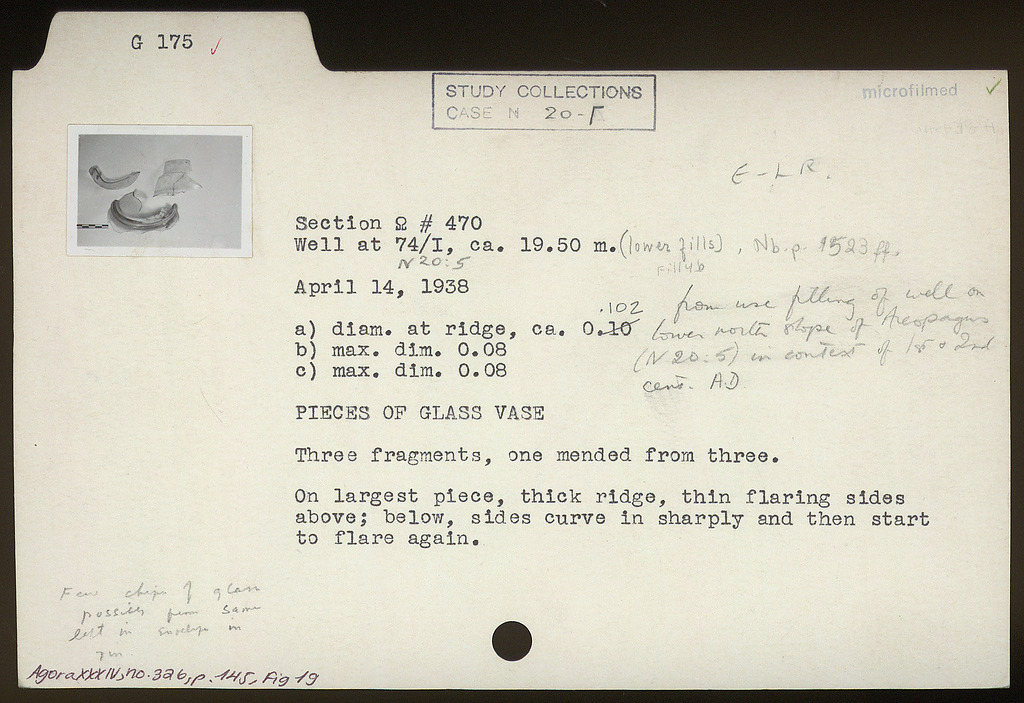 G 175 ✓
STUDY COLLECTIONS
CASE N 20-
microfilmed ✓
E-LR.
Section Ω # 470
Well at 74/I, ca. 19.50 m. (lower fills), Nb. p. 1523 ff.
N 20:5
Fill 4b
April 14, 1938
from use filling of well on
lower north slope of Areopagus
(N 20:5) in context of 1st & 2nd
cent. A.D
.102
a) diam. at ridge, ca. 0.10
b) max. dim. 0.08
c) max. dim. 0.08
PIECES OF GLASS VASE
Three fragments, one mended from three.
On largest piece, thick ridge, thin flaring sides
above; below, sides curve in sharply and then start
to flare again.
Few chips of glass
possibly from same
left in envelope in
Agora XXXIV, no. 326, p. 145, Fig 19